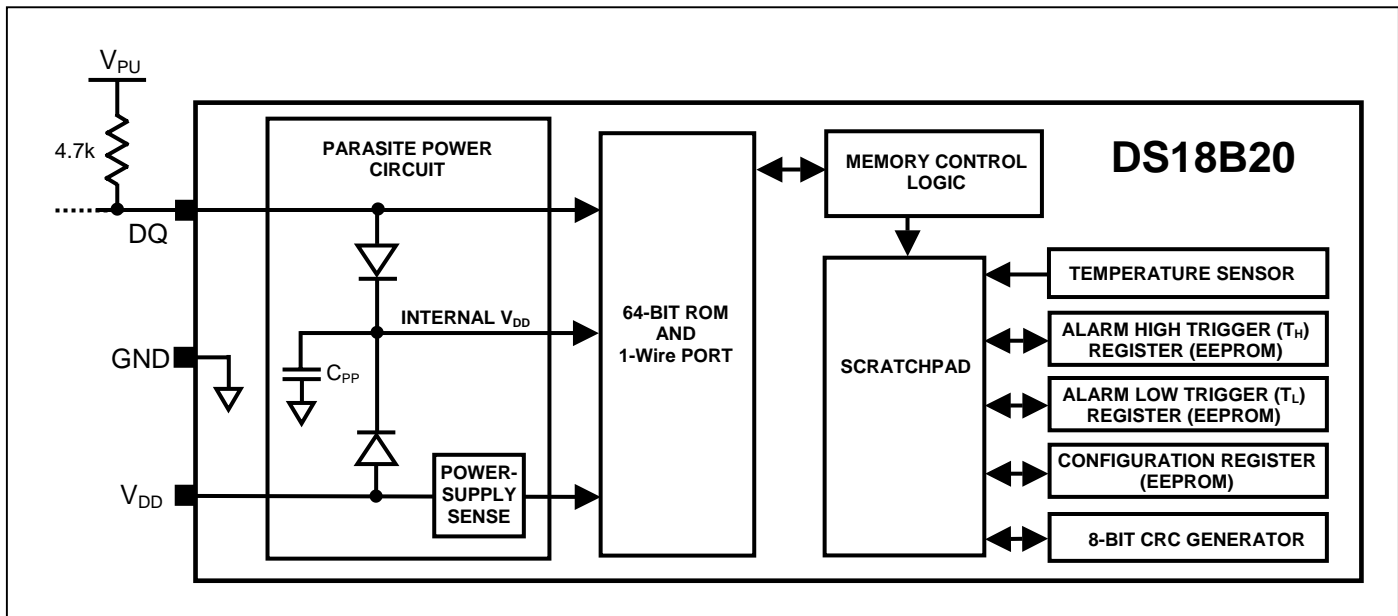 V_PU
4.7k
DQ
GND
V_DD
PARASITE POWER
CIRCUIT
INTERNAL V_DD
C_PP
POWER-
SUPPLY
SENSE
64-BIT ROM
AND
1-Wire PORT
MEMORY CONTROL
LOGIC
SCRATCHPAD
DS18B20
TEMPERATURE SENSOR
ALARM HIGH TRIGGER (T_H)
REGISTER (EEPROM)
ALARM LOW TRIGGER (T_L)
REGISTER (EEPROM)
CONFIGURATION REGISTER
(EEPROM)
8-BIT CRC GENERATOR